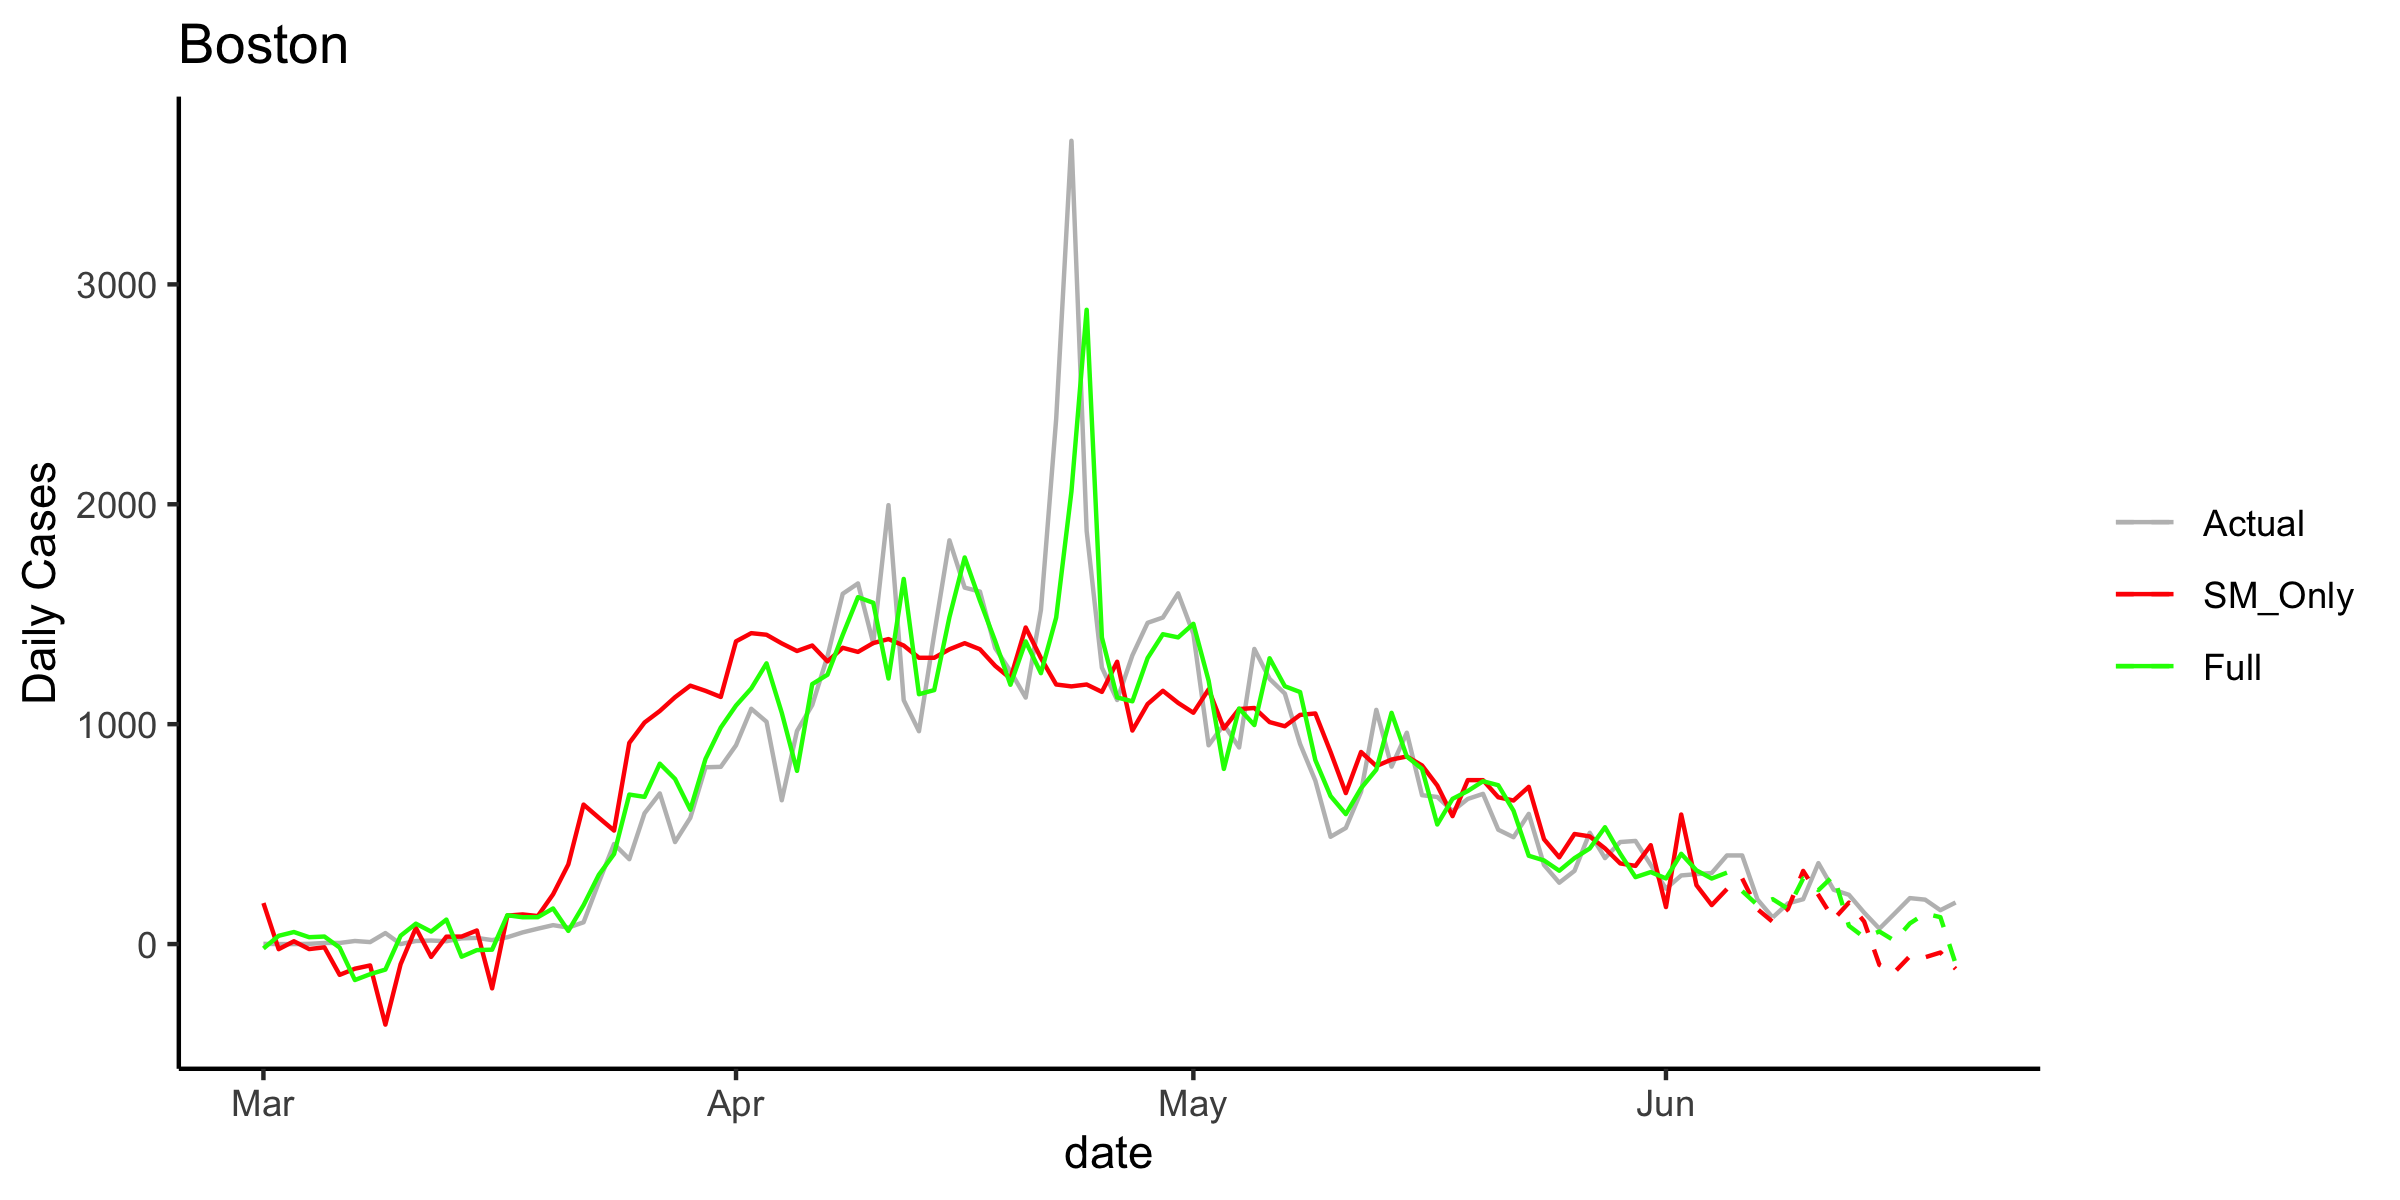 Boston
Daily Cases
3000
2000
1000
0
Mar
Apr
May
Jun
date
Actual
SM_Only
Full